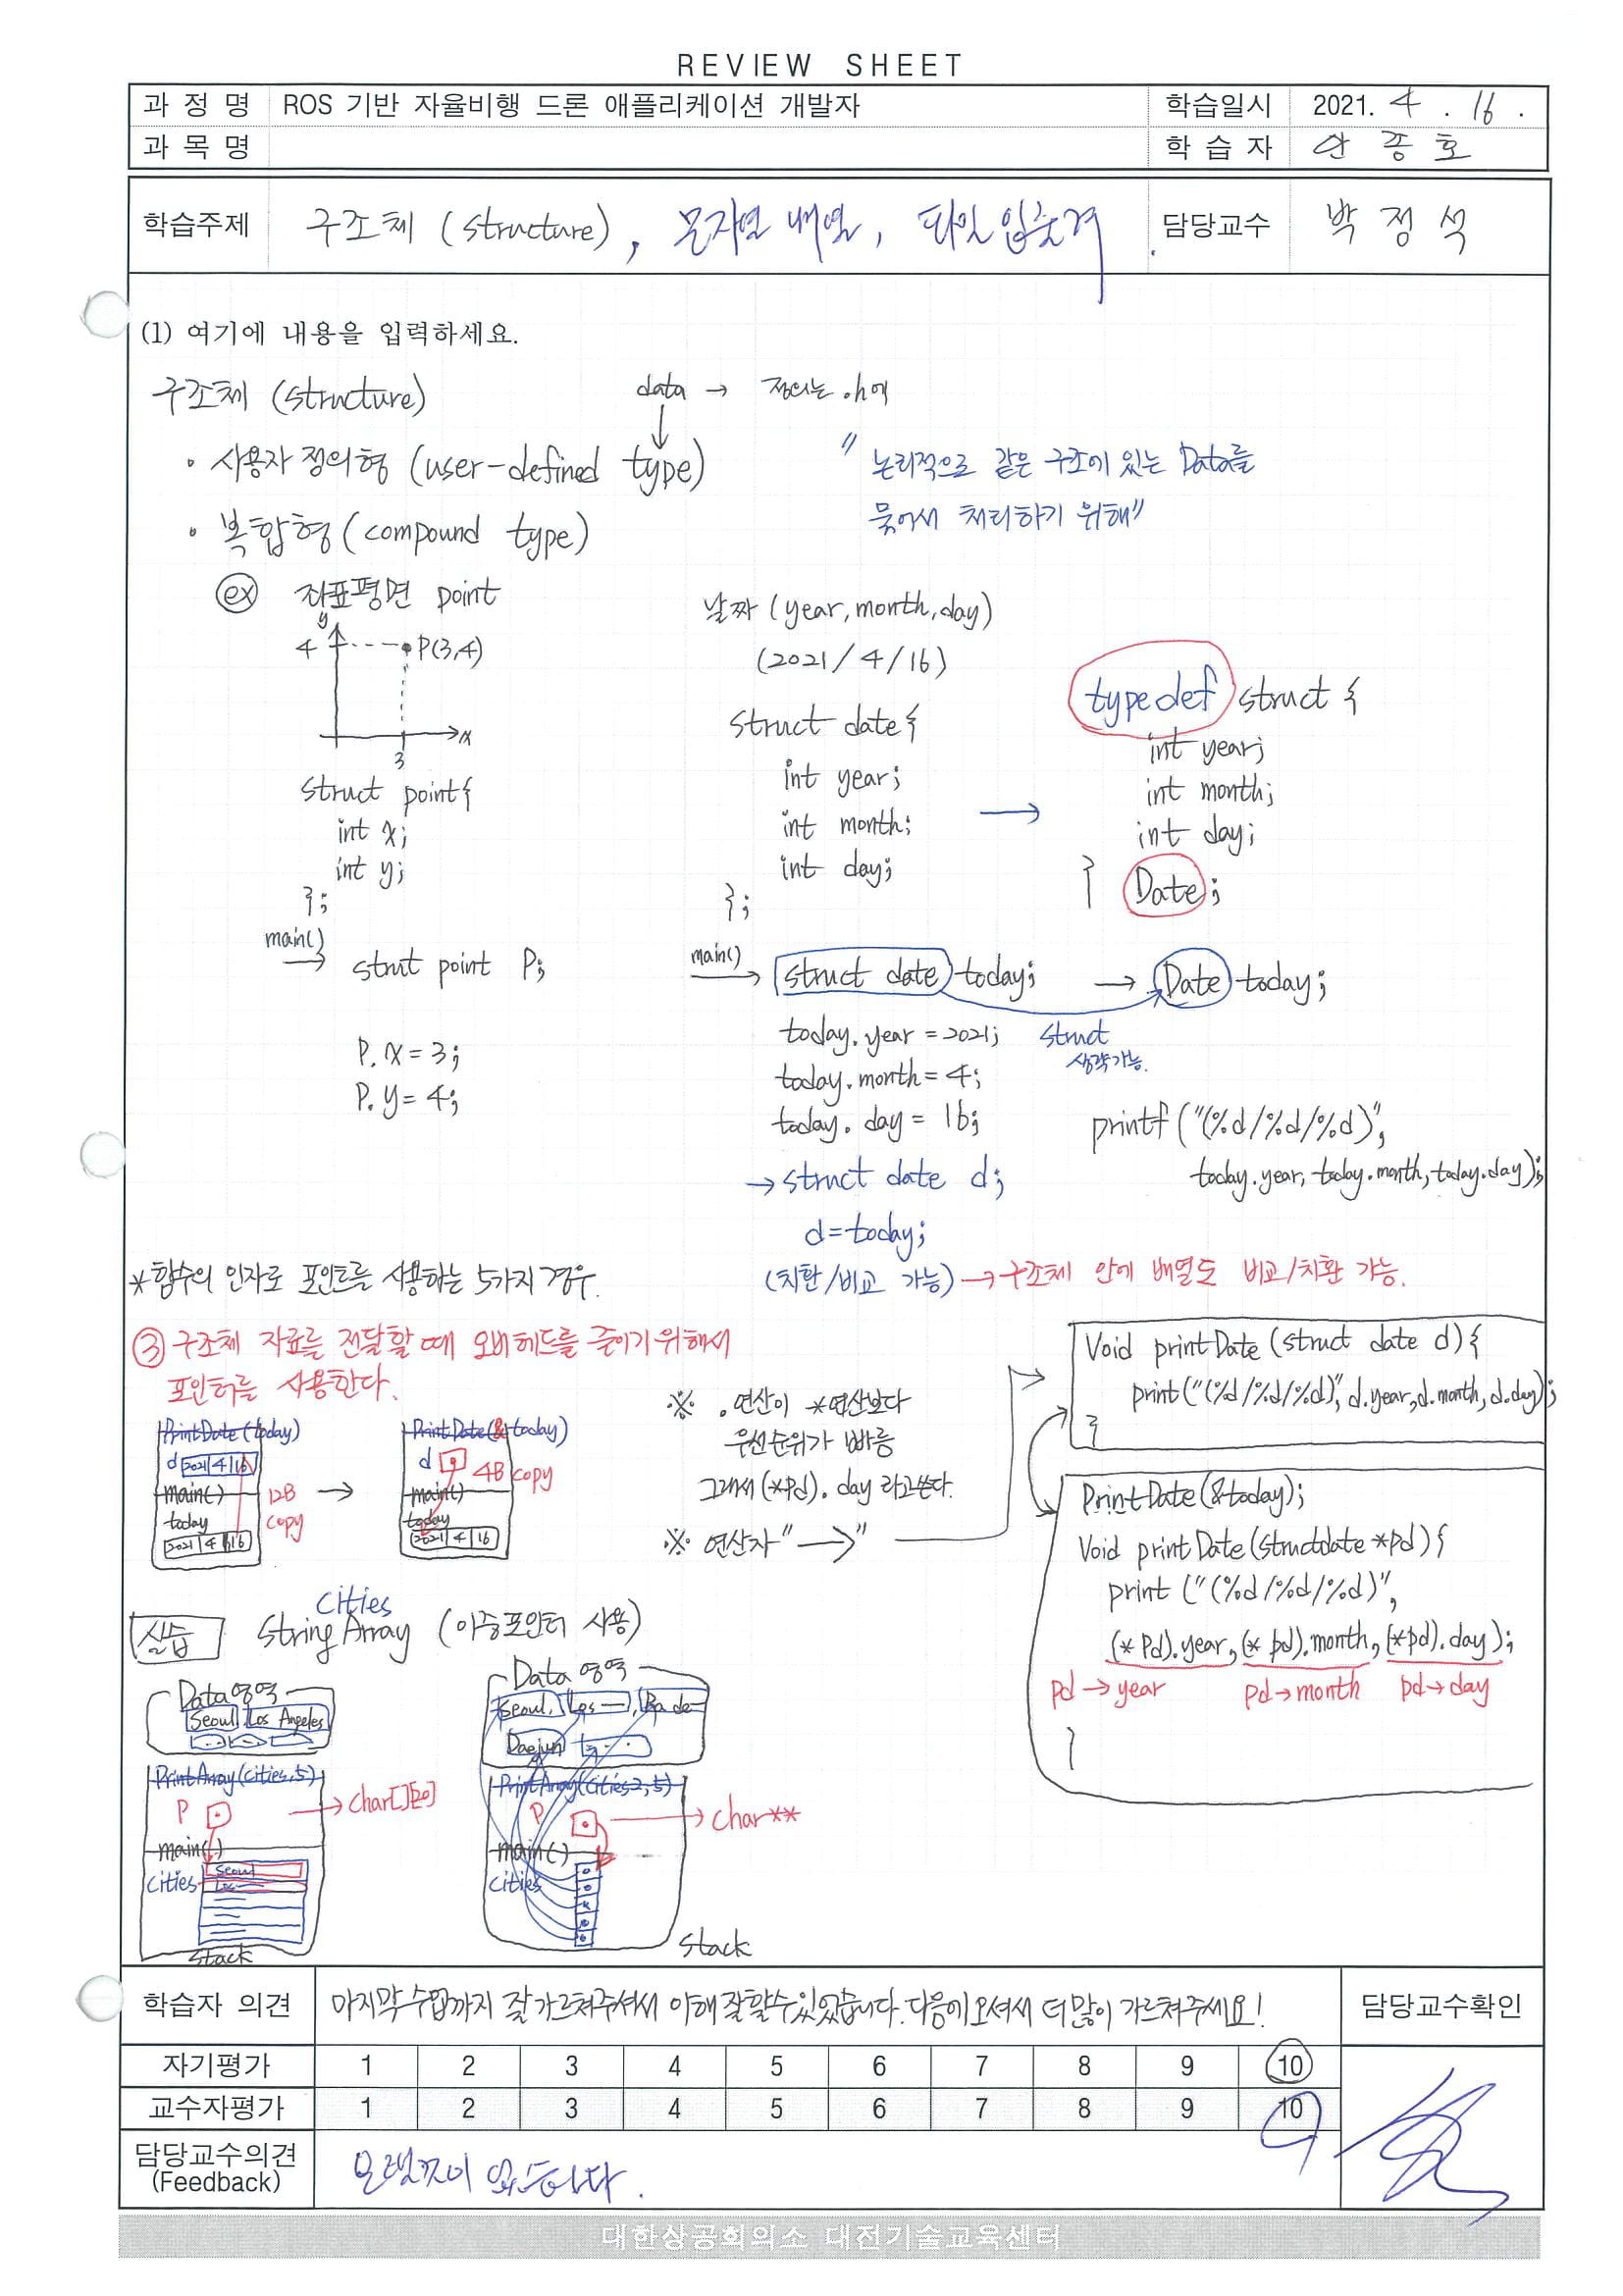 REVIEW SHEET
과 정 명 ROS 기반 자율비행 드론 애플리케이션 개발자 학습일시 2021. 4 . 16 .
과 목 명 학 습 자 안 종 호
학습주제 구조체 (structure), 문자열 배열, 파일 입출력 담당교수 박 정 석
(1) 여기에 내용을 입력하세요.
구조체 (structure)
data → 정의는 .h에
• 사용자 정의형 (user-defined type)
• 복합형 (compound type)
" 논리적으로 같은 구조에 있는 Data를
묶어서 처리하기 위해"
ex 좌표평면 point
y
4 P(3,4)
x
3
struct point{
int x;
int y;
};
main()
→ strut point P;
P.x = 3;
P.y = 4;
날짜 (year, month, day)
(2021/4/16)
struct date {
int year;
int month;
int day;
};
→
typedef struct {
int year;
int month;
int day;
} Date;
main()
→ struct date today; → Date today;
struct
생략가능.
today.year = 2021;
today.month = 4;
today.day = 16;
printf("(%d/%d/%d)",
today.year, today.month, today.day);
→ struct date d;
d = today;
(치환/비교 가능) → 구조체 안에 배열도 비교/치환 가능.
* 함수의 인자로 포인트를 사용하는 5가지 경우.
③ 구조체 자료를 전달할 때 오버헤드를 줄이기 위해서
포인터를 사용한다.
PrintDate(today)
d 2021 4 16
main()
today
2021 4 16
12B
copy
→
PrintDate(&today)
d
4B copy
main()
today
2021 4 16
※ .연산이 *연산보다
우선순위가 빠름
그래서 (*pd).day 라고쓴다.
※ 연산자 "→"
Void printDate (struct date d) {
print("(%d/%d/%d)", d.year, d.month, d.day);
}
PrintDate(&today);
Void printDate(structdate *pd) {
print ("(%d/%d/%d)",
(*Pd).year, (*pd).month, (*pd).day);
pd→year pd→month pd→day
}
실습 StringArray (이중포인터 사용)
cities
Data영역
Seoul Los Angeles
PrintArray(cities,5)
P → char[][20]
main()
cities
Seoul
Los
Stack
Data 영역
Seoul, Los
Daejun
PrintArray(cities2,5)
P → char**
main()
cities
Stack
학습자 의견 마지막 수업까지 잘 가르쳐주셔서 이해 잘 할수 있었습니다. 다음에 오셔서 더 많이 가르쳐주세요! 담당교수확인
자기평가 1 2 3 4 5 6 7 8 9 10
교수자평가 1 2 3 4 5 6 7 8 9 10
담당교수의견
(Feedback)
대한상공회의소 대전기술교육센터